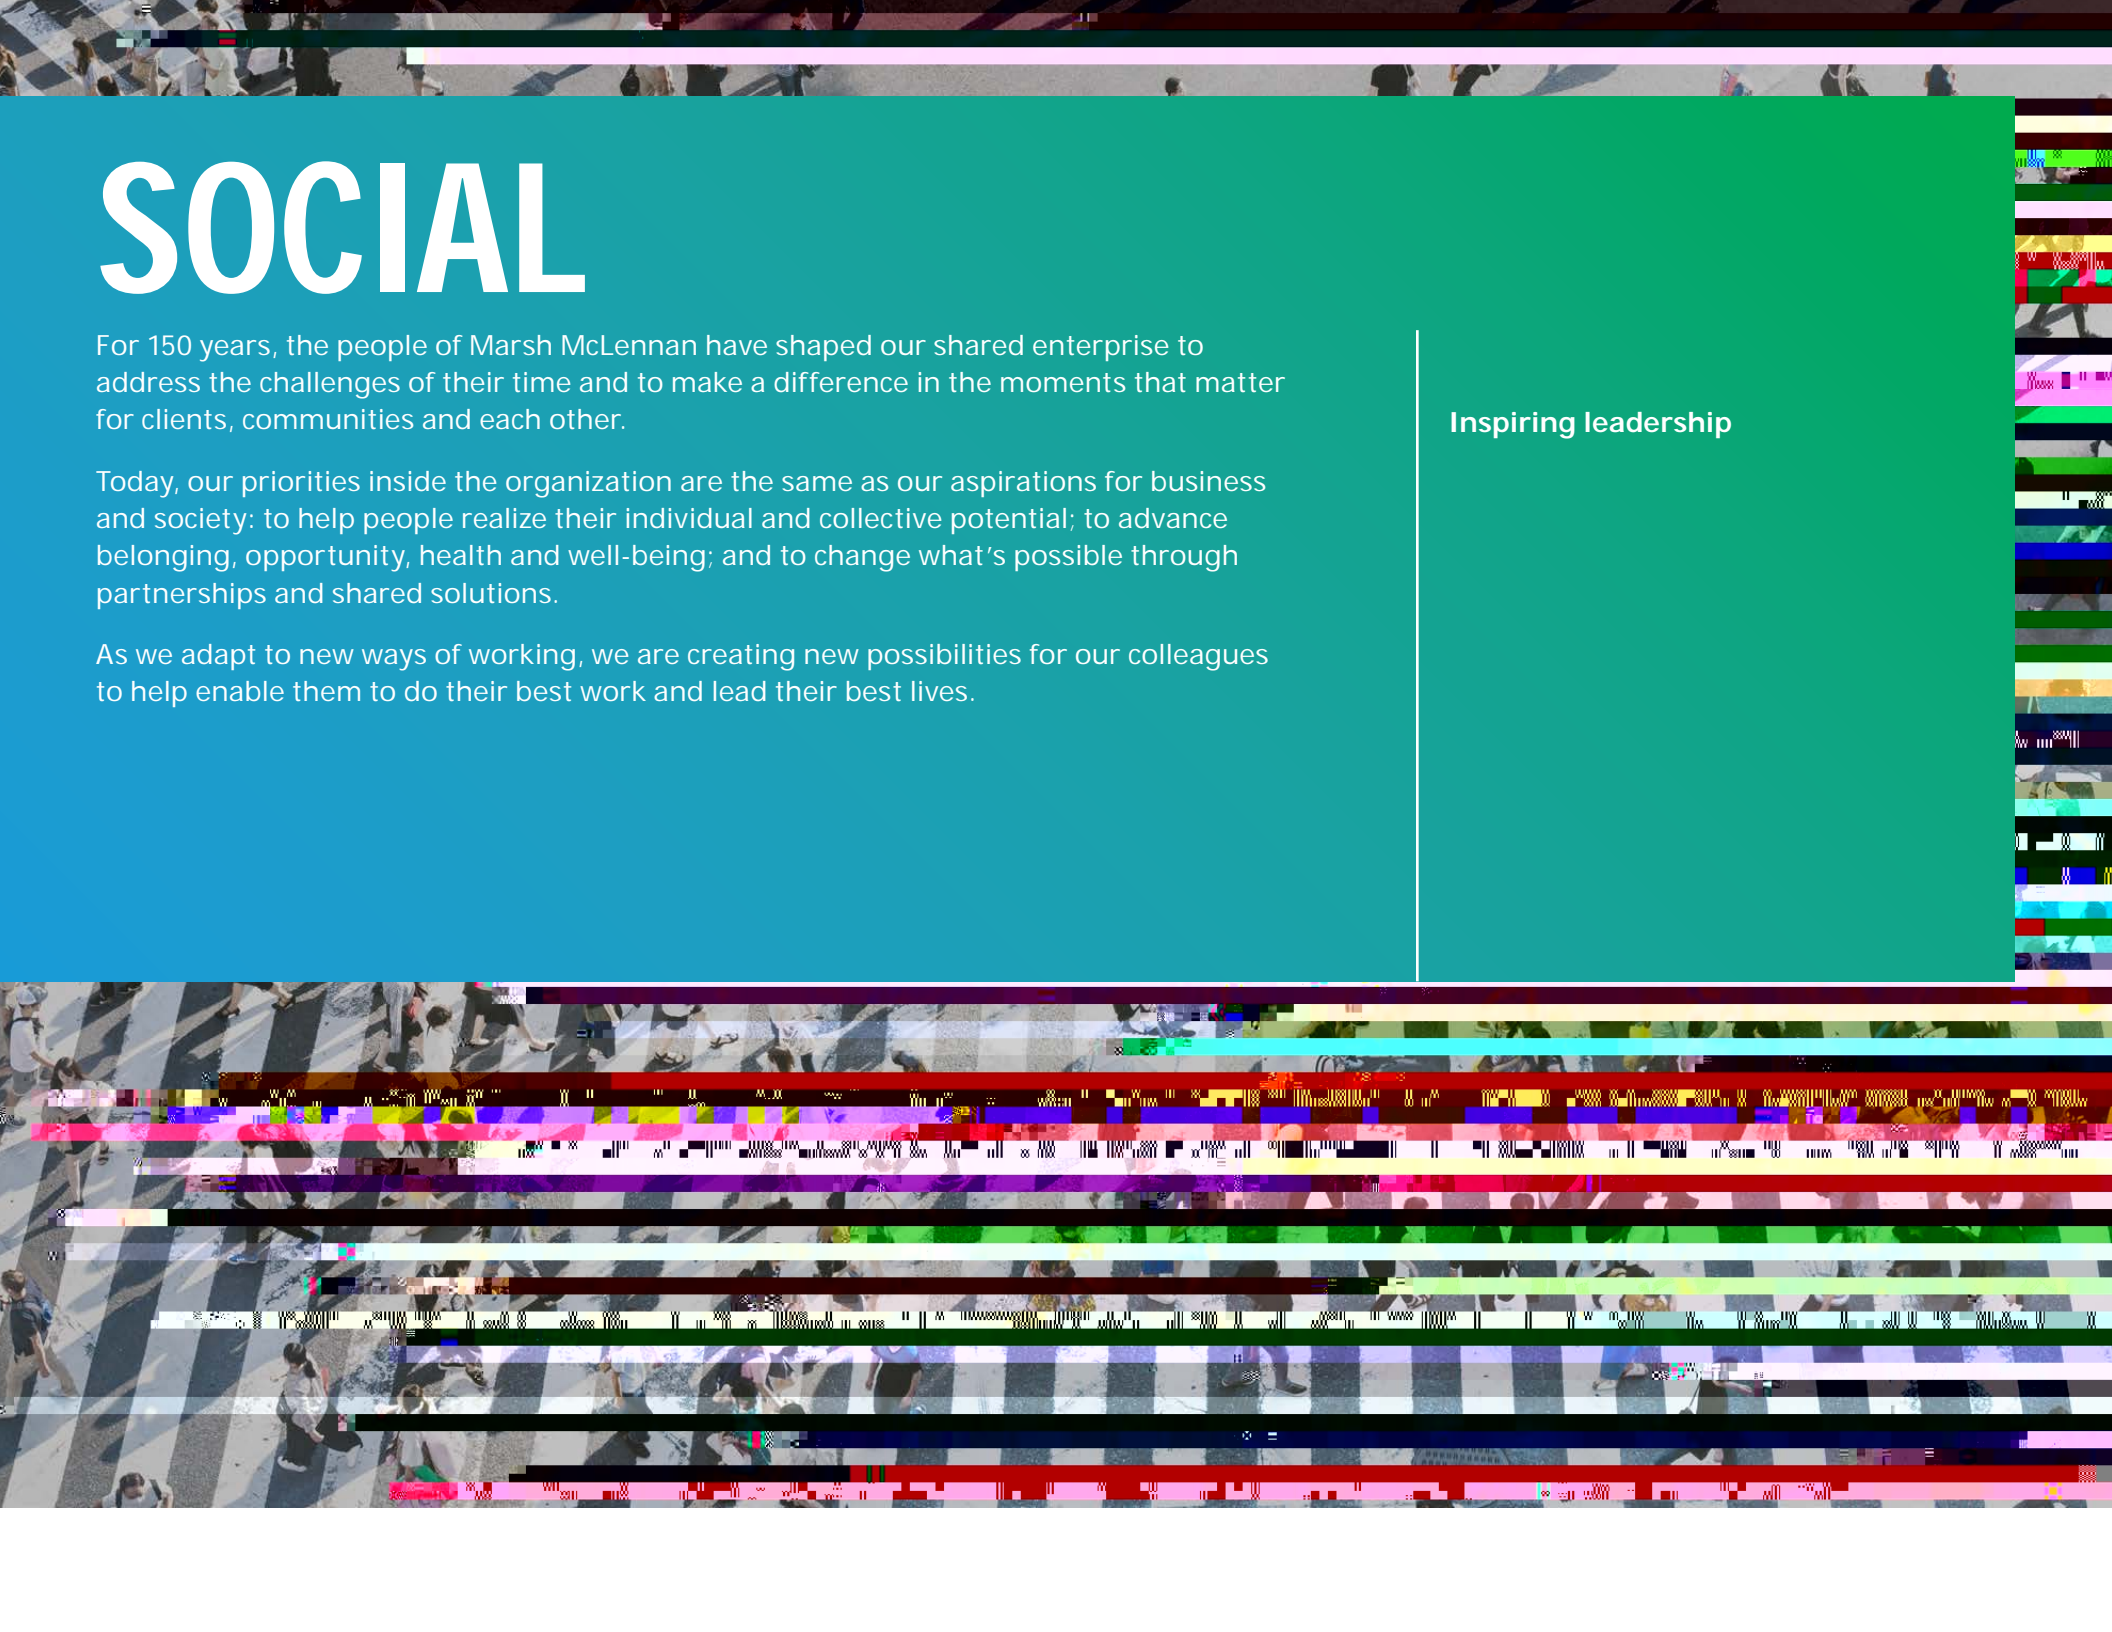 SOCIAL
For 150 years, the people of Marsh McLennan have shaped our shared enterprise to
address the challenges of their time and to make a difference in the moments that matter
for clients, communities and each other.
Today, our priorities inside the organization are the same as our aspirations for business
and society: to help people realize their individual and collective potential; to advance
belonging, opportunity, health and well-being; and to change what’s possible through
partnerships and shared solutions.
As we adapt to new ways of working, we are creating new possibilities for our colleagues
to help enable them to do their best work and lead their best lives.
Inspiring leadership